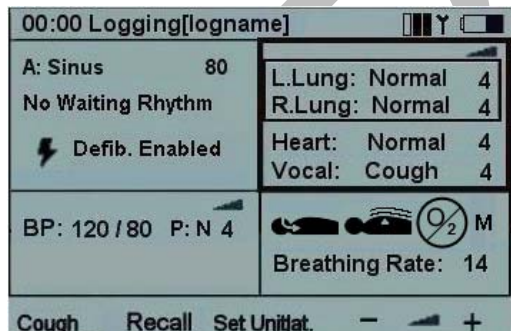 00:00 Logging[logname]
A: Sinus 80
No Waiting Rhythm
Defib. Enabled
L.Lung: Normal 4
R.Lung: Normal 4
Heart: Normal 4
Vocal: Cough 4
BP: 120 / 80 P: N 4
O2 M
Breathing Rate: 14
Cough Recall Set Unitlat. - +